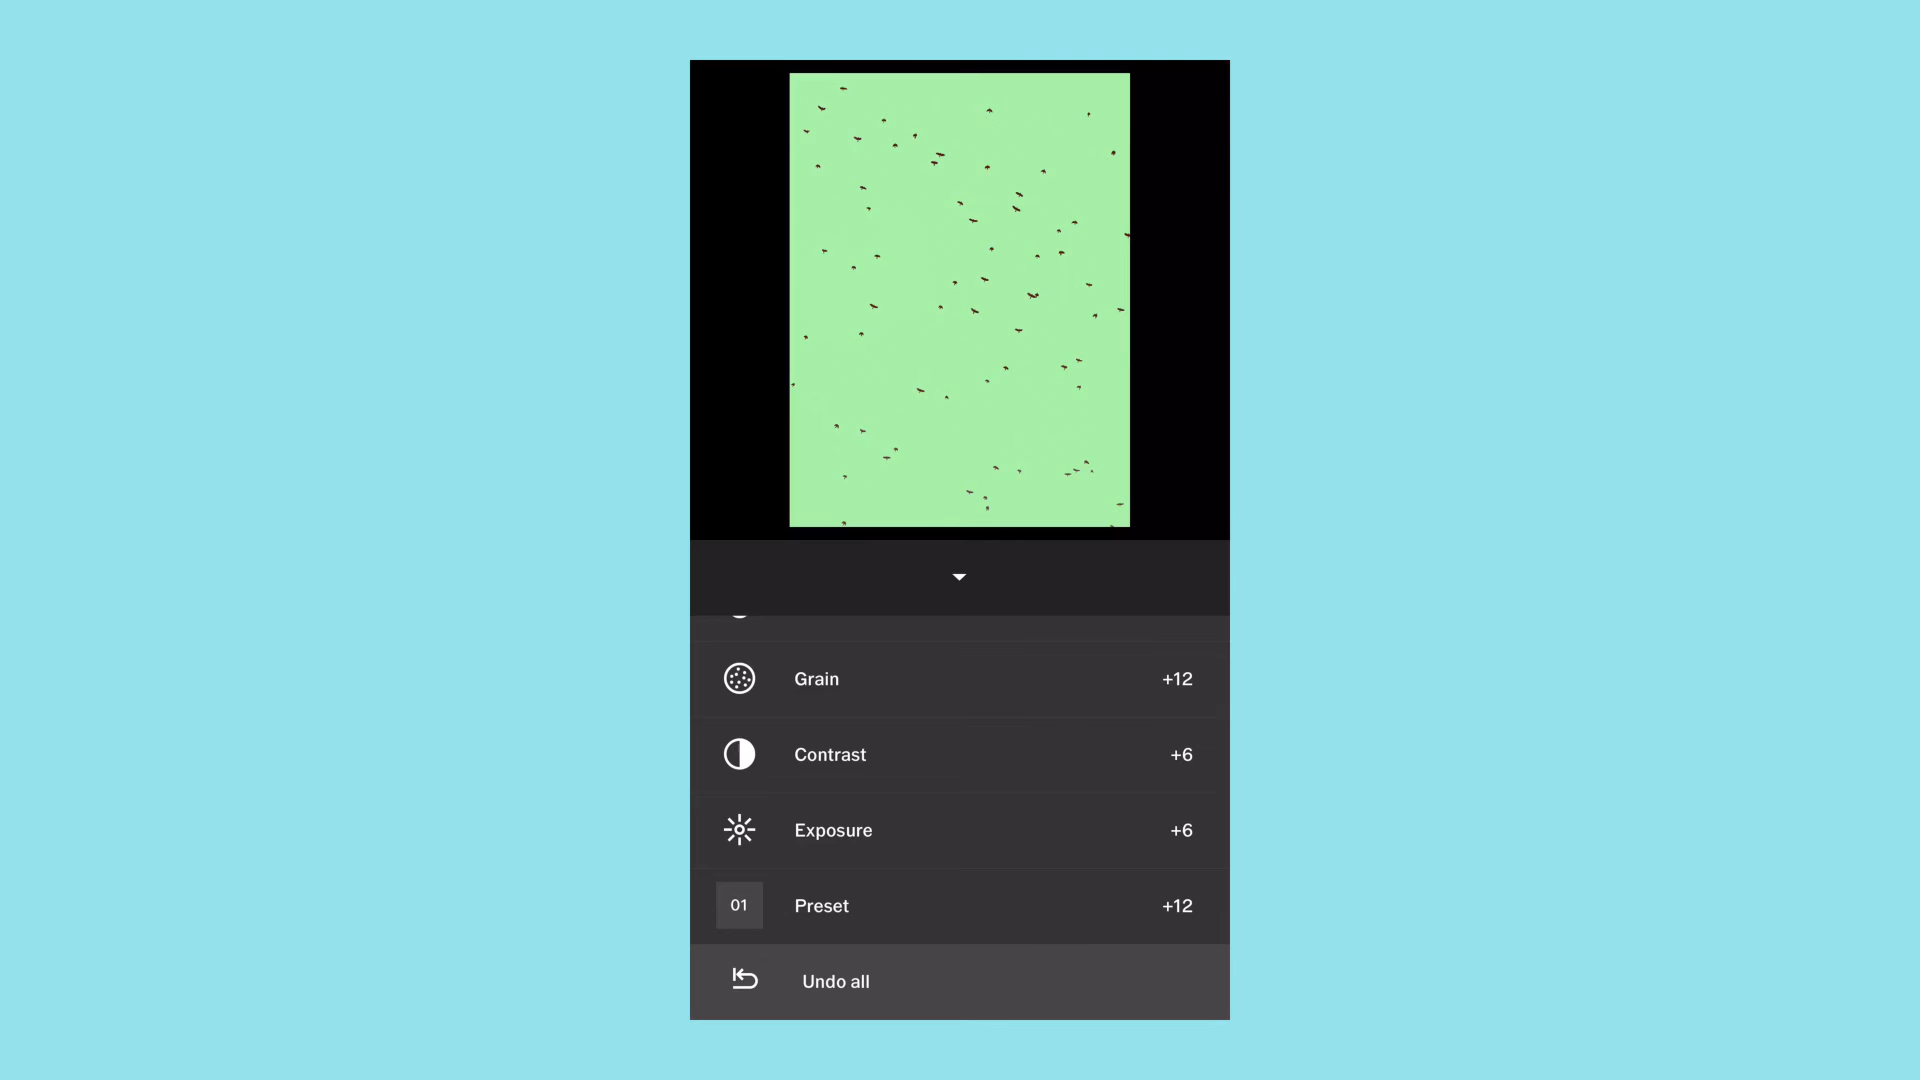 Grain +12
Contrast +6
Exposure +6
01 Preset +12
Undo all